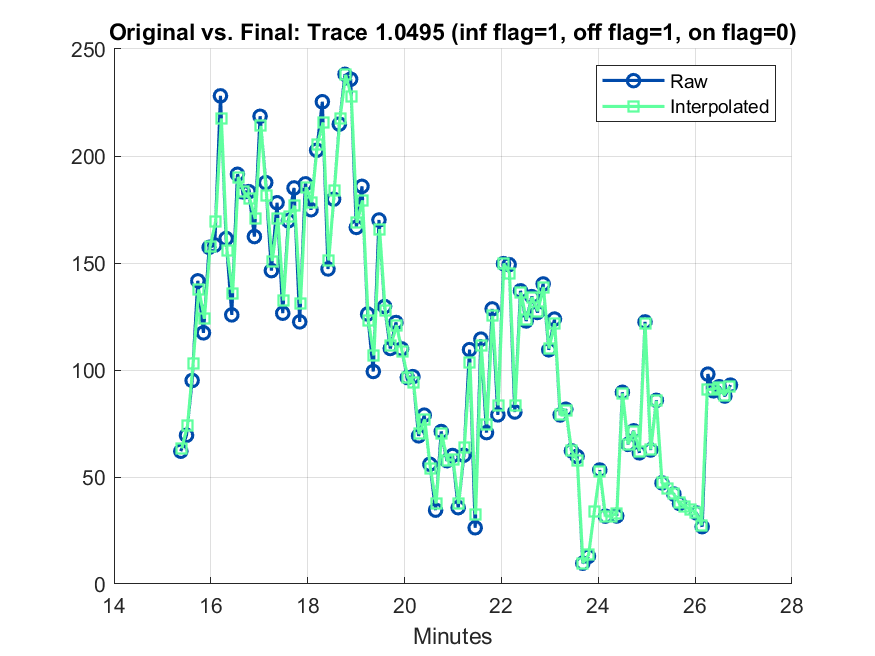 Original vs. Final: Trace 1.0495 (inf flag=1, off flag=1, on flag=0)
250
200
150
100
50
0
14 16 18 20 22 24 26 28
Minutes
Raw
Interpolated